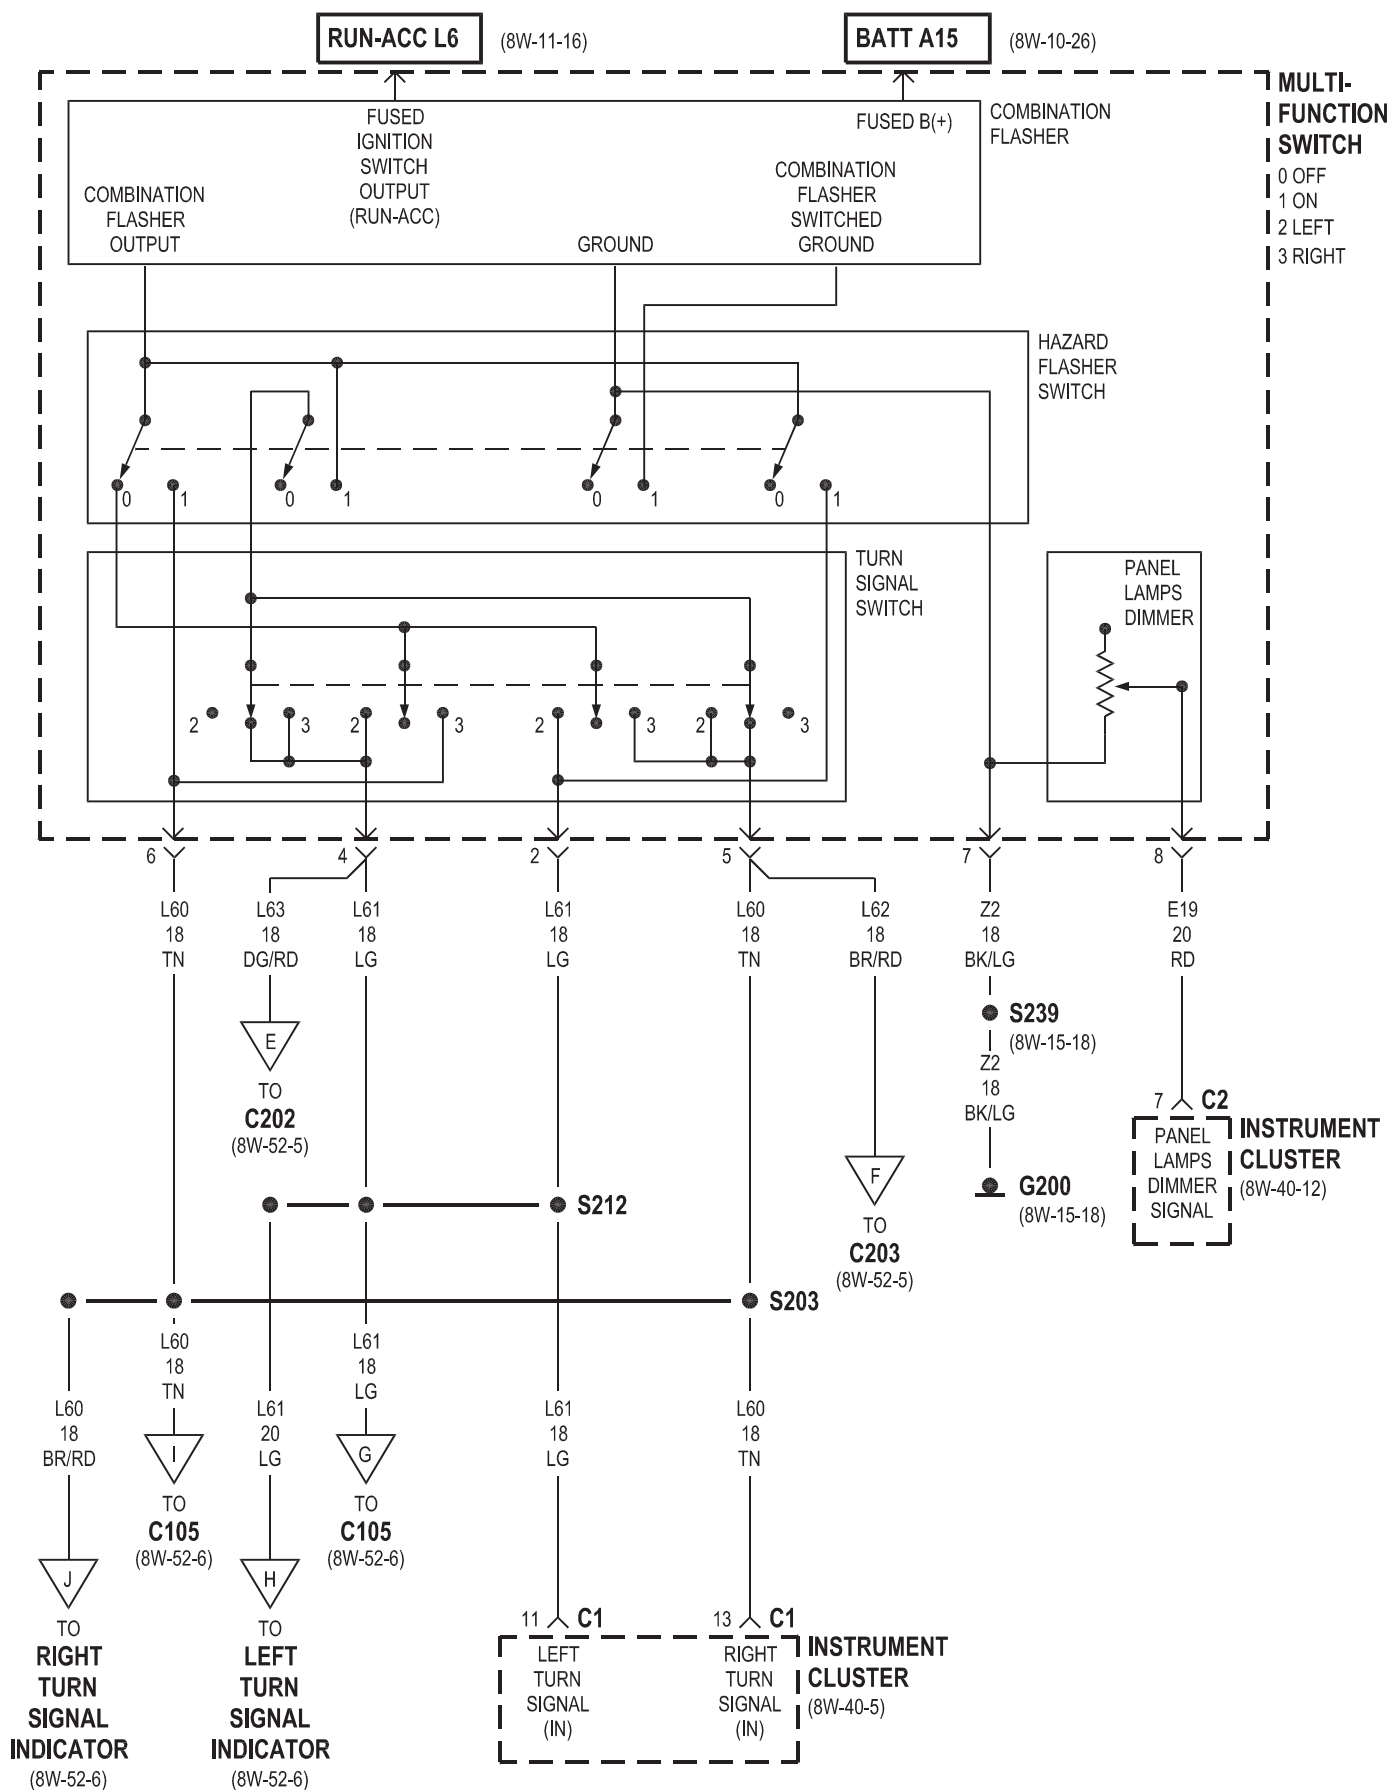 RUN-ACC L6
(8W-11-16)
BATT A15
(8W-10-26)
MULTI-
FUNCTION
SWITCH
0 OFF
1 ON
2 LEFT
3 RIGHT
COMBINATION
FLASHER
FUSED
IGNITION
SWITCH
OUTPUT
(RUN-ACC)
FUSED B(+)
COMBINATION
FLASHER
OUTPUT
GROUND
COMBINATION
FLASHER
SWITCHED
GROUND
HAZARD
FLASHER
SWITCH
0
1
0
1
0
1
0
1
TURN
SIGNAL
SWITCH
PANEL
LAMPS
DIMMER
2
3
2
3
2
3
2
3
6
4
2
5
7
8
L60
18
TN
L63
18
DG/RD
L61
18
LG
L61
18
LG
L60
18
TN
L62
18
BR/RD
Z2
18
BK/LG
E19
20
RD
S239
(8W-15-18)
Z2
18
BK/LG
G200
(8W-15-18)
E
TO
C202
(8W-52-5)
7
C2
PANEL
LAMPS
DIMMER
SIGNAL
INSTRUMENT
CLUSTER
(8W-40-12)
F
TO
C203
(8W-52-5)
S212
S203
L60
18
BR/RD
L60
18
TN
L61
20
LG
L61
18
LG
L61
18
LG
L60
18
TN
I
TO
C105
(8W-52-6)
G
TO
C105
(8W-52-6)
J
TO
RIGHT
TURN
SIGNAL
INDICATOR
(8W-52-6)
H
TO
LEFT
TURN
SIGNAL
INDICATOR
(8W-52-6)
11
C1
LEFT
TURN
SIGNAL
(IN)
13
C1
RIGHT
TURN
SIGNAL
(IN)
INSTRUMENT
CLUSTER
(8W-40-5)